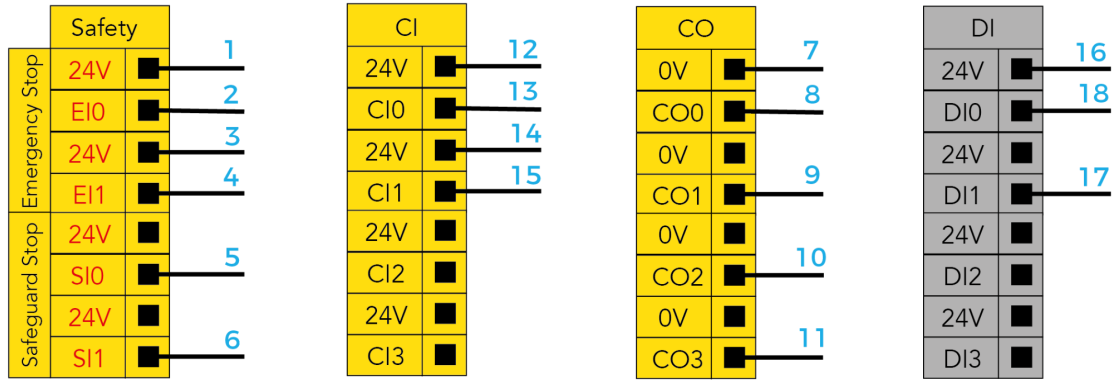 Safety
Emergency Stop
24V 1
EI0 2
24V 3
EI1 4
Safeguard Stop
24V
SI0 5
24V
SI1 6
CI
24V 12
CI0 13
24V 14
CI1 15
24V
CI2
24V
CI3
CO
0V 7
CO0 8
0V
CO1 9
0V
CO2 10
0V
CO3 11
DI
24V 16
DI0 18
24V
DI1 17
24V
DI2
24V
DI3